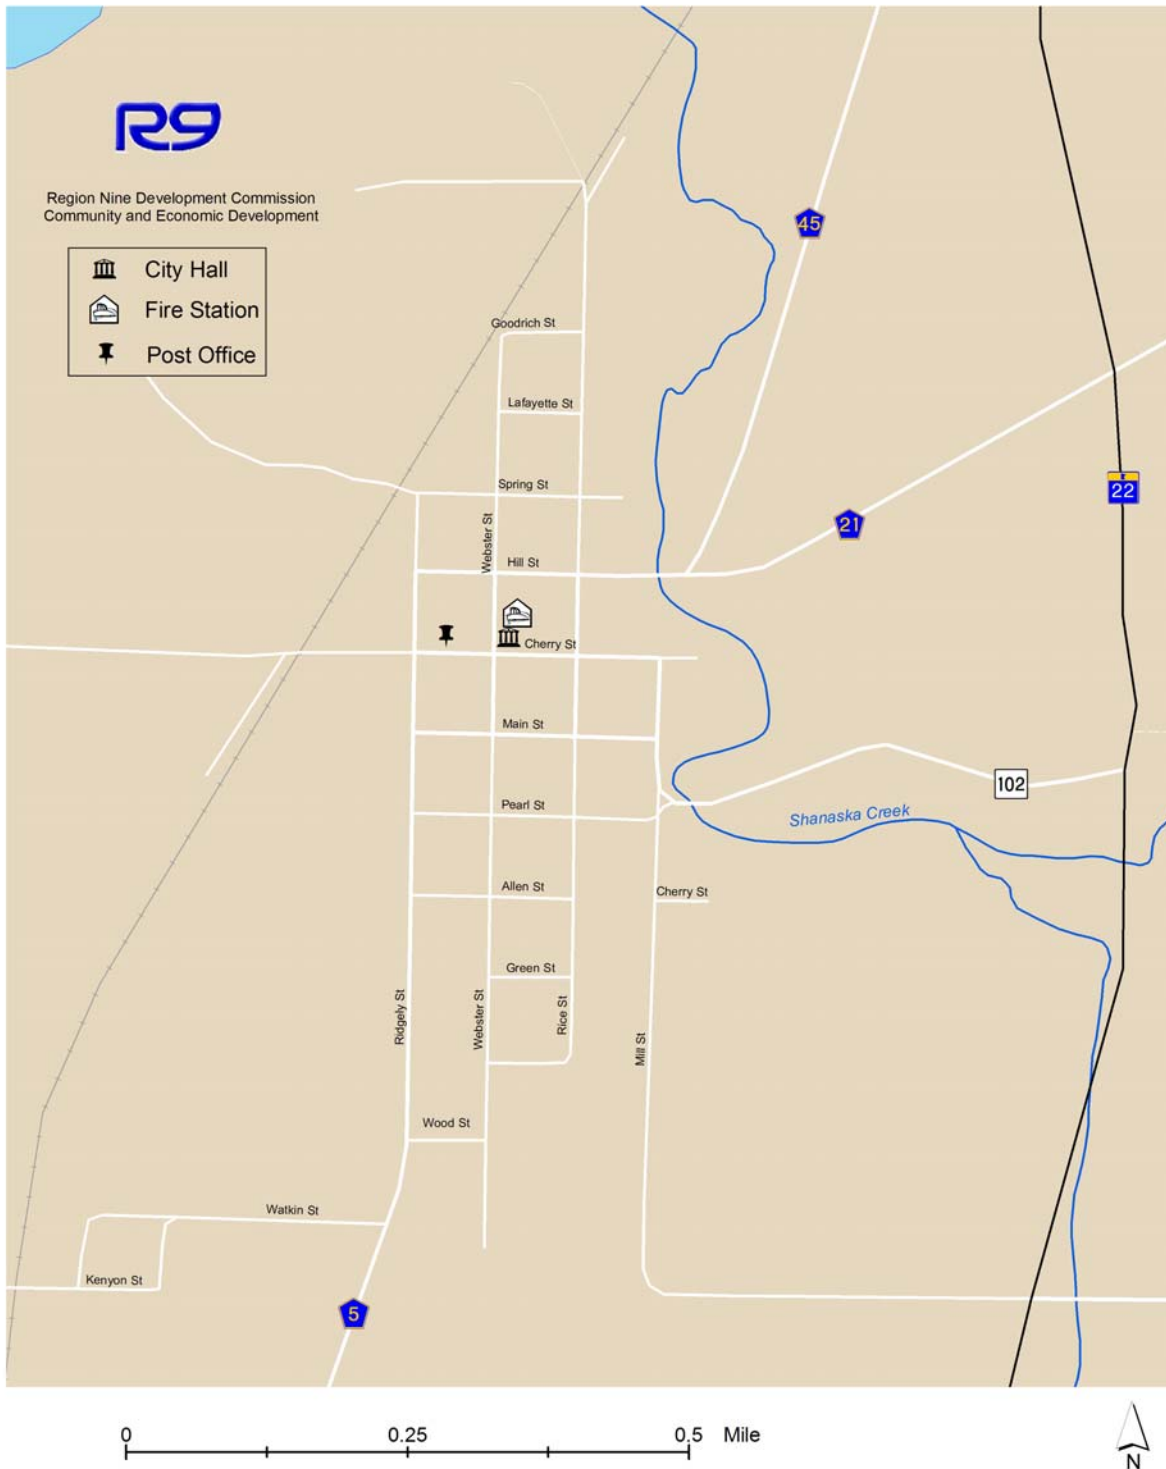 R9
Region Nine Development Commission
Community and Economic Development
City Hall
Fire Station
Post Office
45
Goodrich St
Lafayette St
Spring St
22
21
Webster St
Hill St
Cherry St
Main St
102
Pearl St
Shanaska Creek
Allen St
Cherry St
Green St
Ridgely St
Webster St
Rice St
Mill St
Wood St
Watkin St
Kenyon St
5
0 0.25 0.5 Mile
N